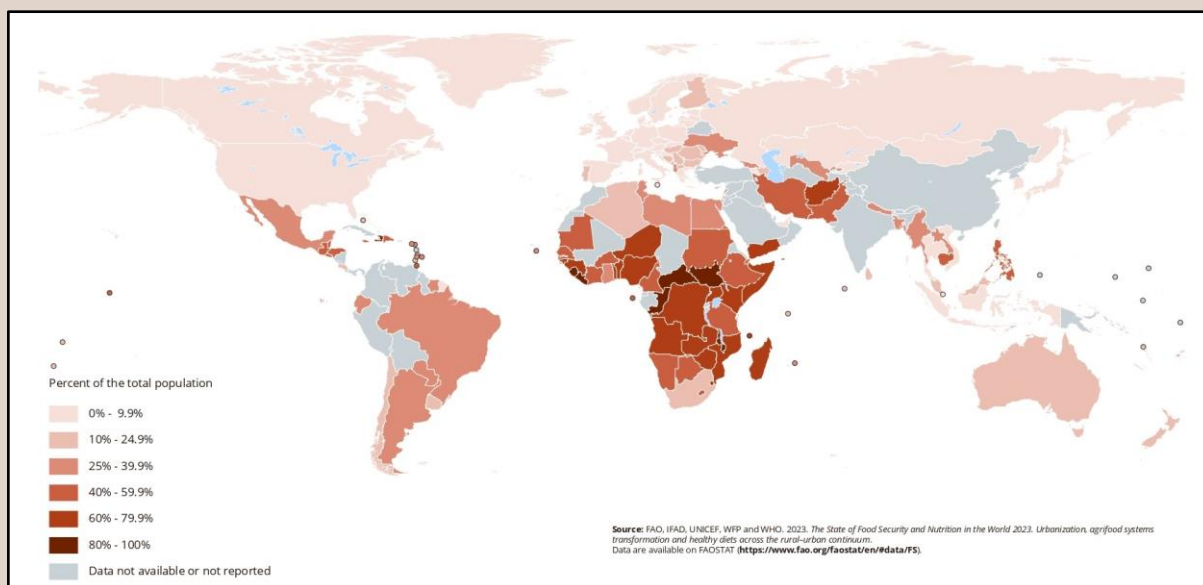 Percent of the total population
0% - 9.9%
10% - 24.9%
25% - 39.9%
40% - 59.9%
60% - 79.9%
80% - 100%
Data not available or not reported
Source: FAO, IFAD, UNICEF, WFP and WHO. 2023. The State of Food Security and Nutrition in the World 2023. Urbanization, agrifood systems
transformation and healthy diets across the rural–urban continuum.
Data are available on FAOSTAT (https://www.fao.org/faostat/en/#data/FS).